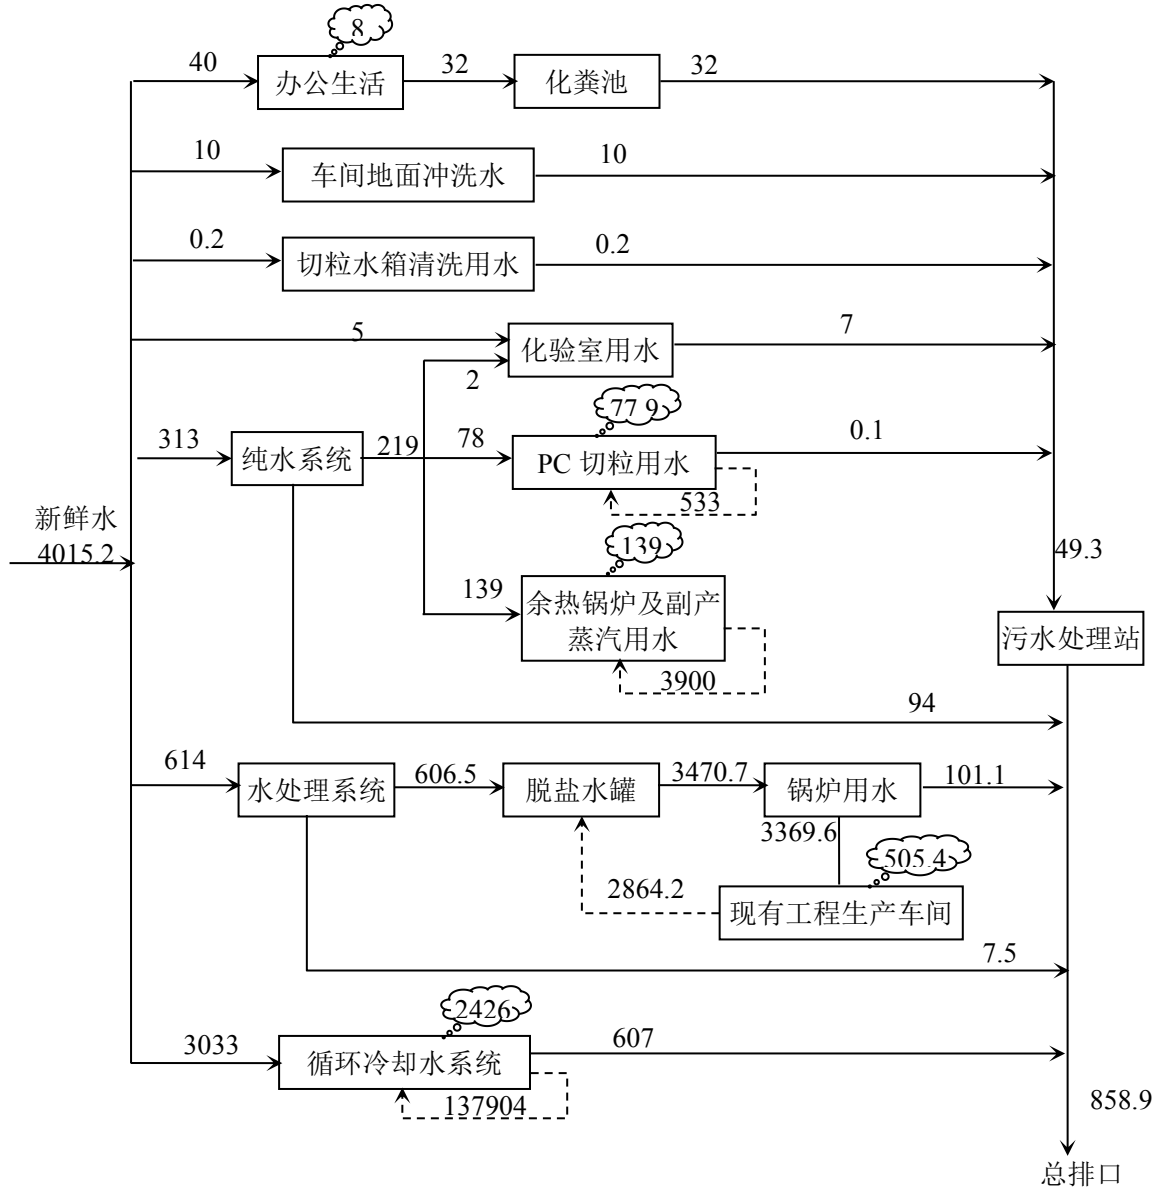 8
40
办公生活
32
化粪池
32
10
车间地面冲洗水
10
0.2
切粒水箱清洗用水
0.2
5
化验室用水
7
2
77.9
313
纯水系统
219
78
PC 切粒用水
0.1
533
新鲜水
4015.2
139
49.3
139
余热锅炉及副产
蒸汽用水
污水处理站
3900
94
614
水处理系统
606.5
脱盐水罐
3470.7
锅炉用水
101.1
3369.6
505.4
2864.2
现有工程生产车间
7.5
2426
3033
循环冷却水系统
607
137904
858.9
总排口